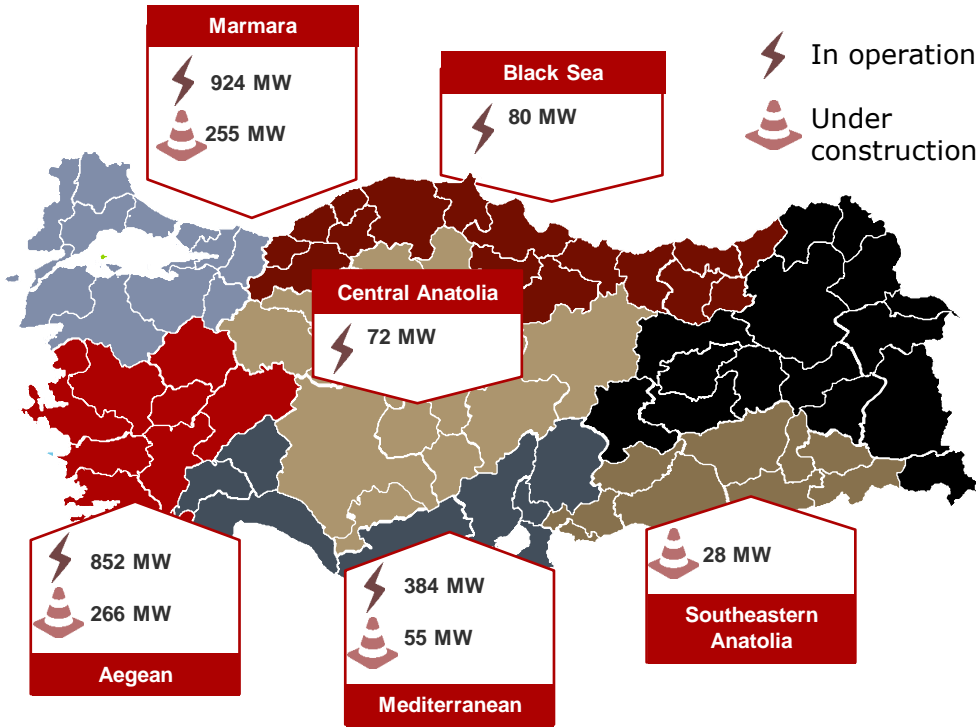 Marmara
924 MW
255 MW
Black Sea
80 MW
In operation
Under
construction
Central Anatolia
72 MW
852 MW
266 MW
Aegean
384 MW
55 MW
Mediterranean
28 MW
Southeastern
Anatolia